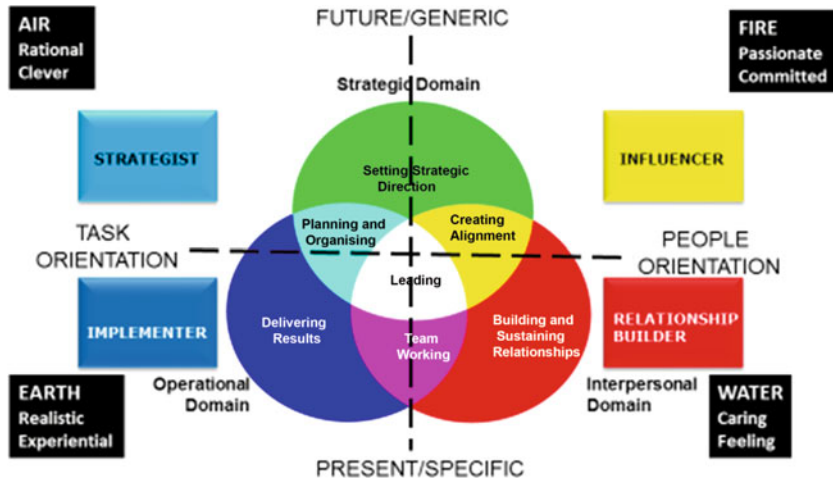 AIR
Rational
Clever
FUTURE/GENERIC
FIRE
Passionate
Committed
Strategic Domain
STRATEGIST
INFLUENCER
Setting Strategic
Direction
Planning and
Organising
Creating
Alignment
TASK
ORIENTATION
PEOPLE
ORIENTATION
Leading
IMPLEMENTER
Delivering
Results
Team
Working
Building and
Sustaining
Relationships
RELATIONSHIP
BUILDER
EARTH
Realistic
Experiential
Operational
Domain
Interpersonal
Domain
WATER
Caring
Feeling
PRESENT/SPECIFIC